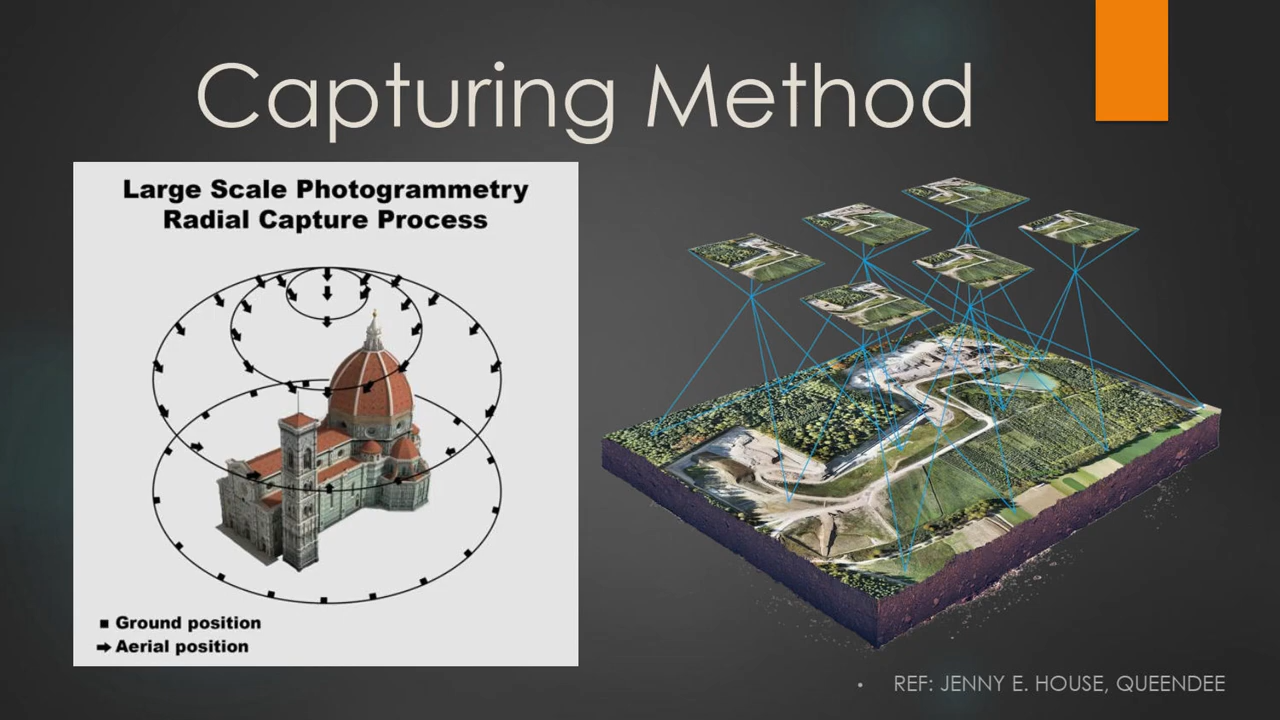 Capturing Method
Large Scale Photogrammetry
Radial Capture Process
Ground position
Aerial position
• REF: JENNY E. HOUSE, QUEENDEE